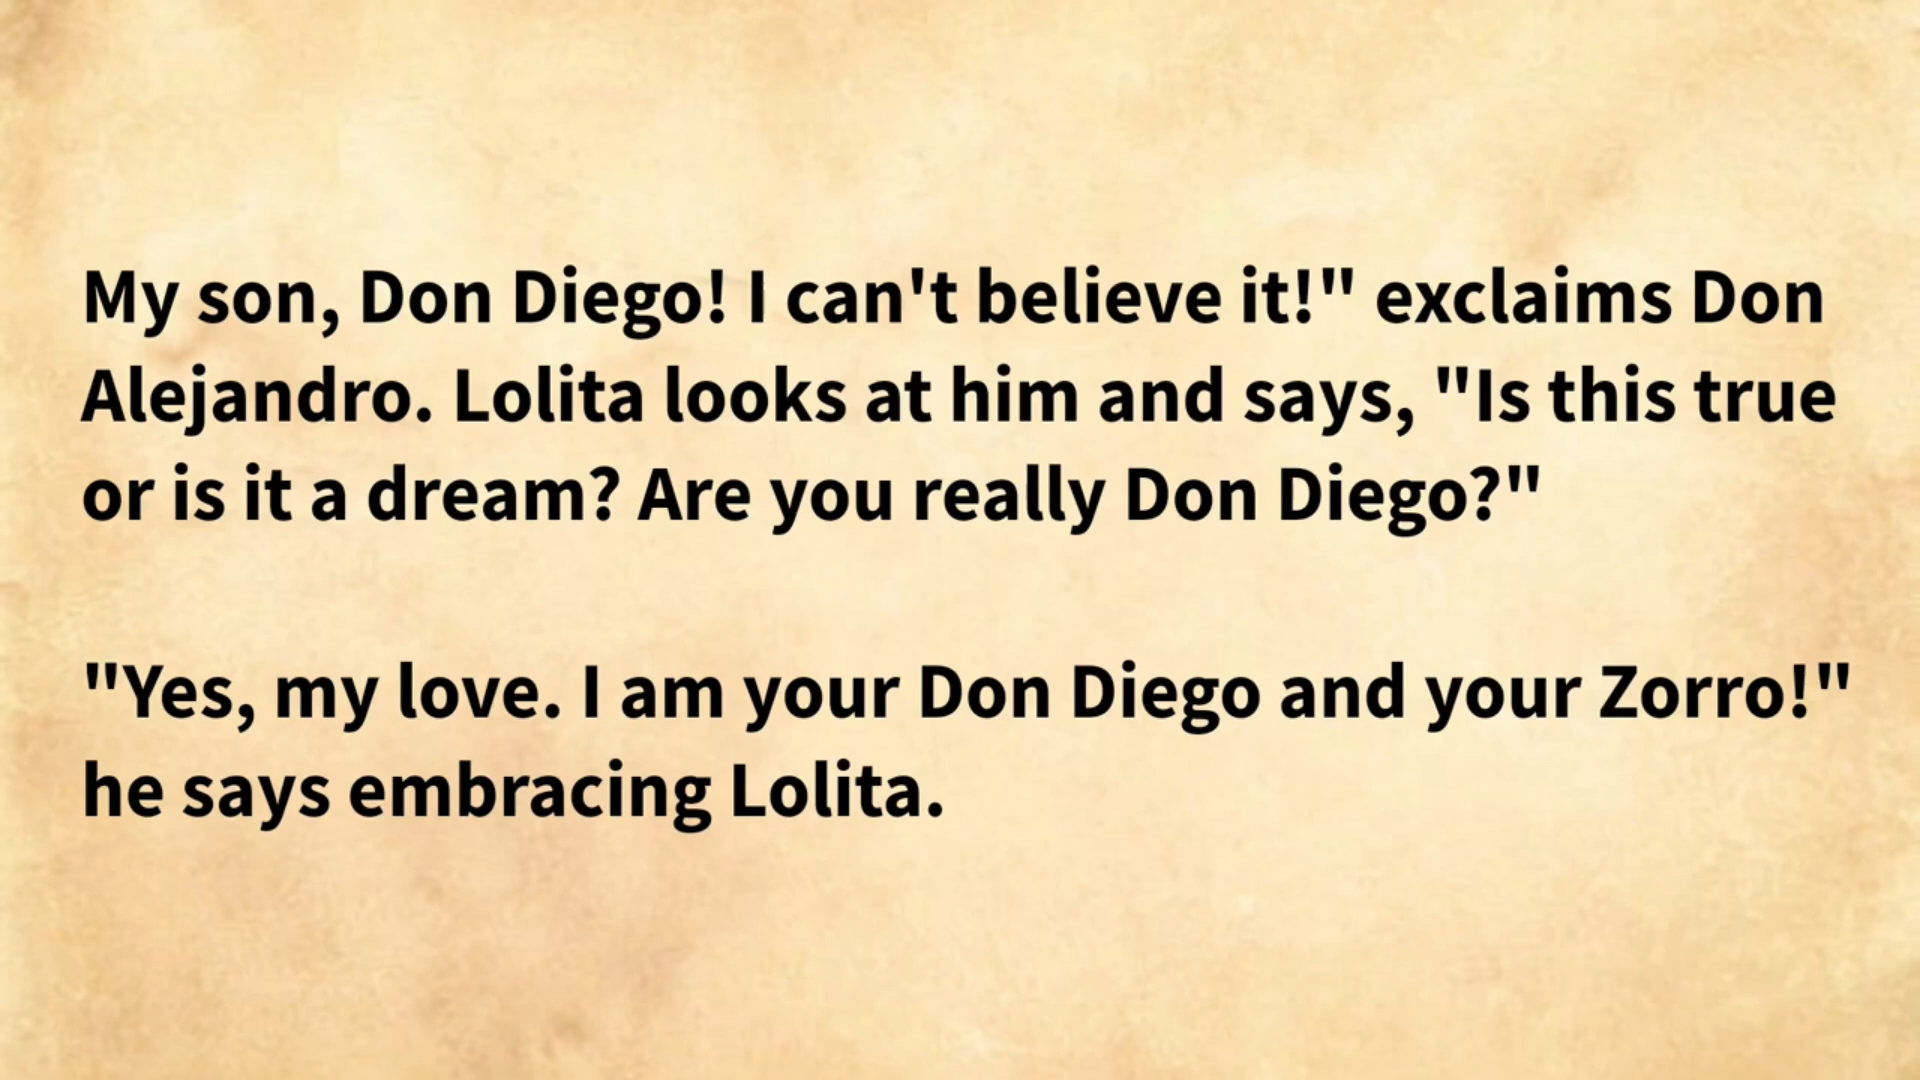 My son, Don Diego! I can't believe it!" exclaims Don
Alejandro. Lolita looks at him and says, "Is this true
or is it a dream? Are you really Don Diego?"
"Yes, my love. I am your Don Diego and your Zorro!"
he says embracing Lolita.